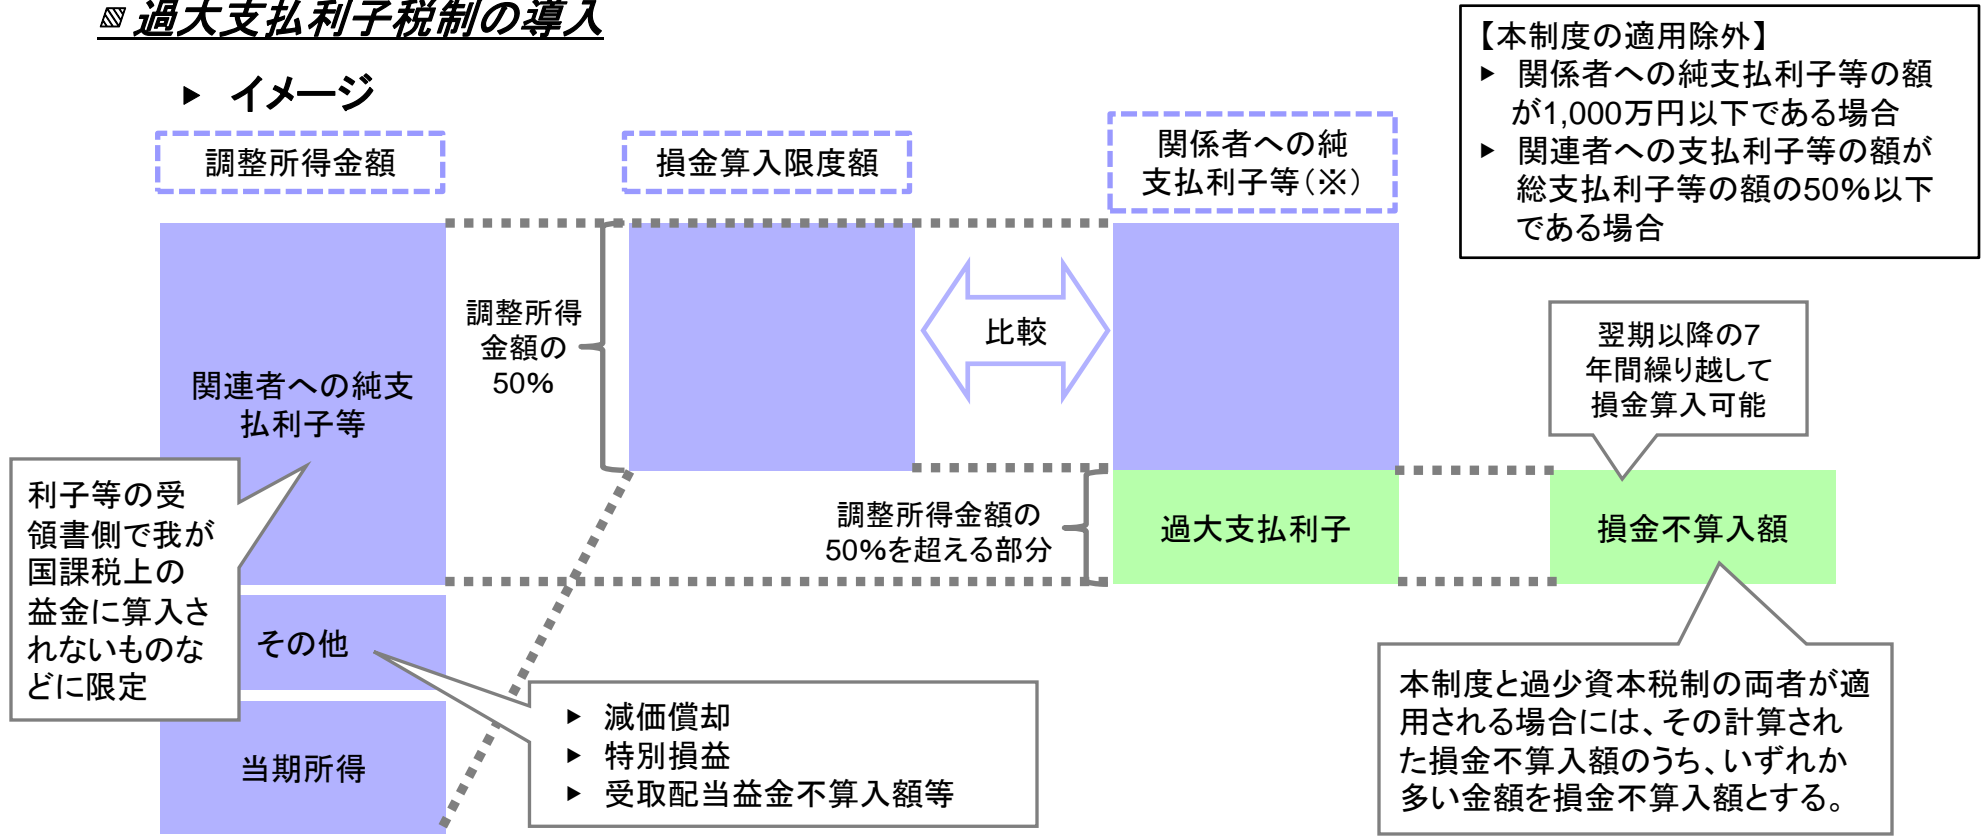 過大支払利子税制の導入
▶ イメージ
調整所得金額
損金算入限度額
関係者への純
支払利子等(※)
【本制度の適用除外】
▶ 関係者への純支払利子等の額
が1,000万円以下である場合
▶ 関連者への支払利子等の額が
総支払利子等の額の50%以下
である場合
調整所得
金額の
50%
比較
翌期以降の7
年間繰り越して
損金算入可能
関連者への純支
払利子等
利子等の受
領書側で我が
国課税上の
益金に算入さ
れないものな
どに限定
調整所得金額の
50%を超える部分
過大支払利子
損金不算入額
その他
▶ 減価償却
▶ 特別損益
▶ 受取配当益金不算入額等
当期所得
本制度と過少資本税制の両者が適
用される場合には、その計算され
た損金不算入額のうち、いずれか
多い金額を損金不算入額とする。